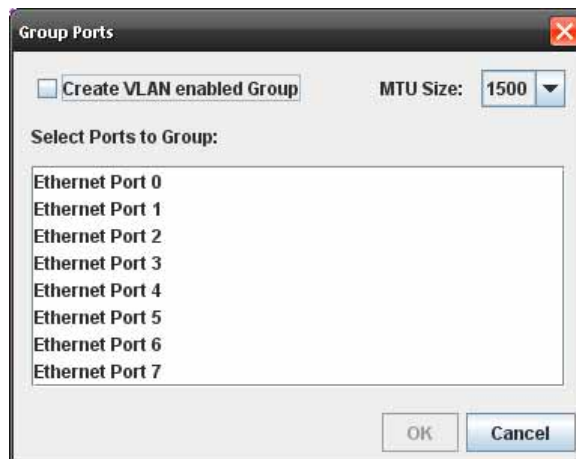 Group Ports
Create VLAN enabled Group MTU Size: 1500
Select Ports to Group:
Ethernet Port 0
Ethernet Port 1
Ethernet Port 2
Ethernet Port 3
Ethernet Port 4
Ethernet Port 5
Ethernet Port 6
Ethernet Port 7
OK Cancel